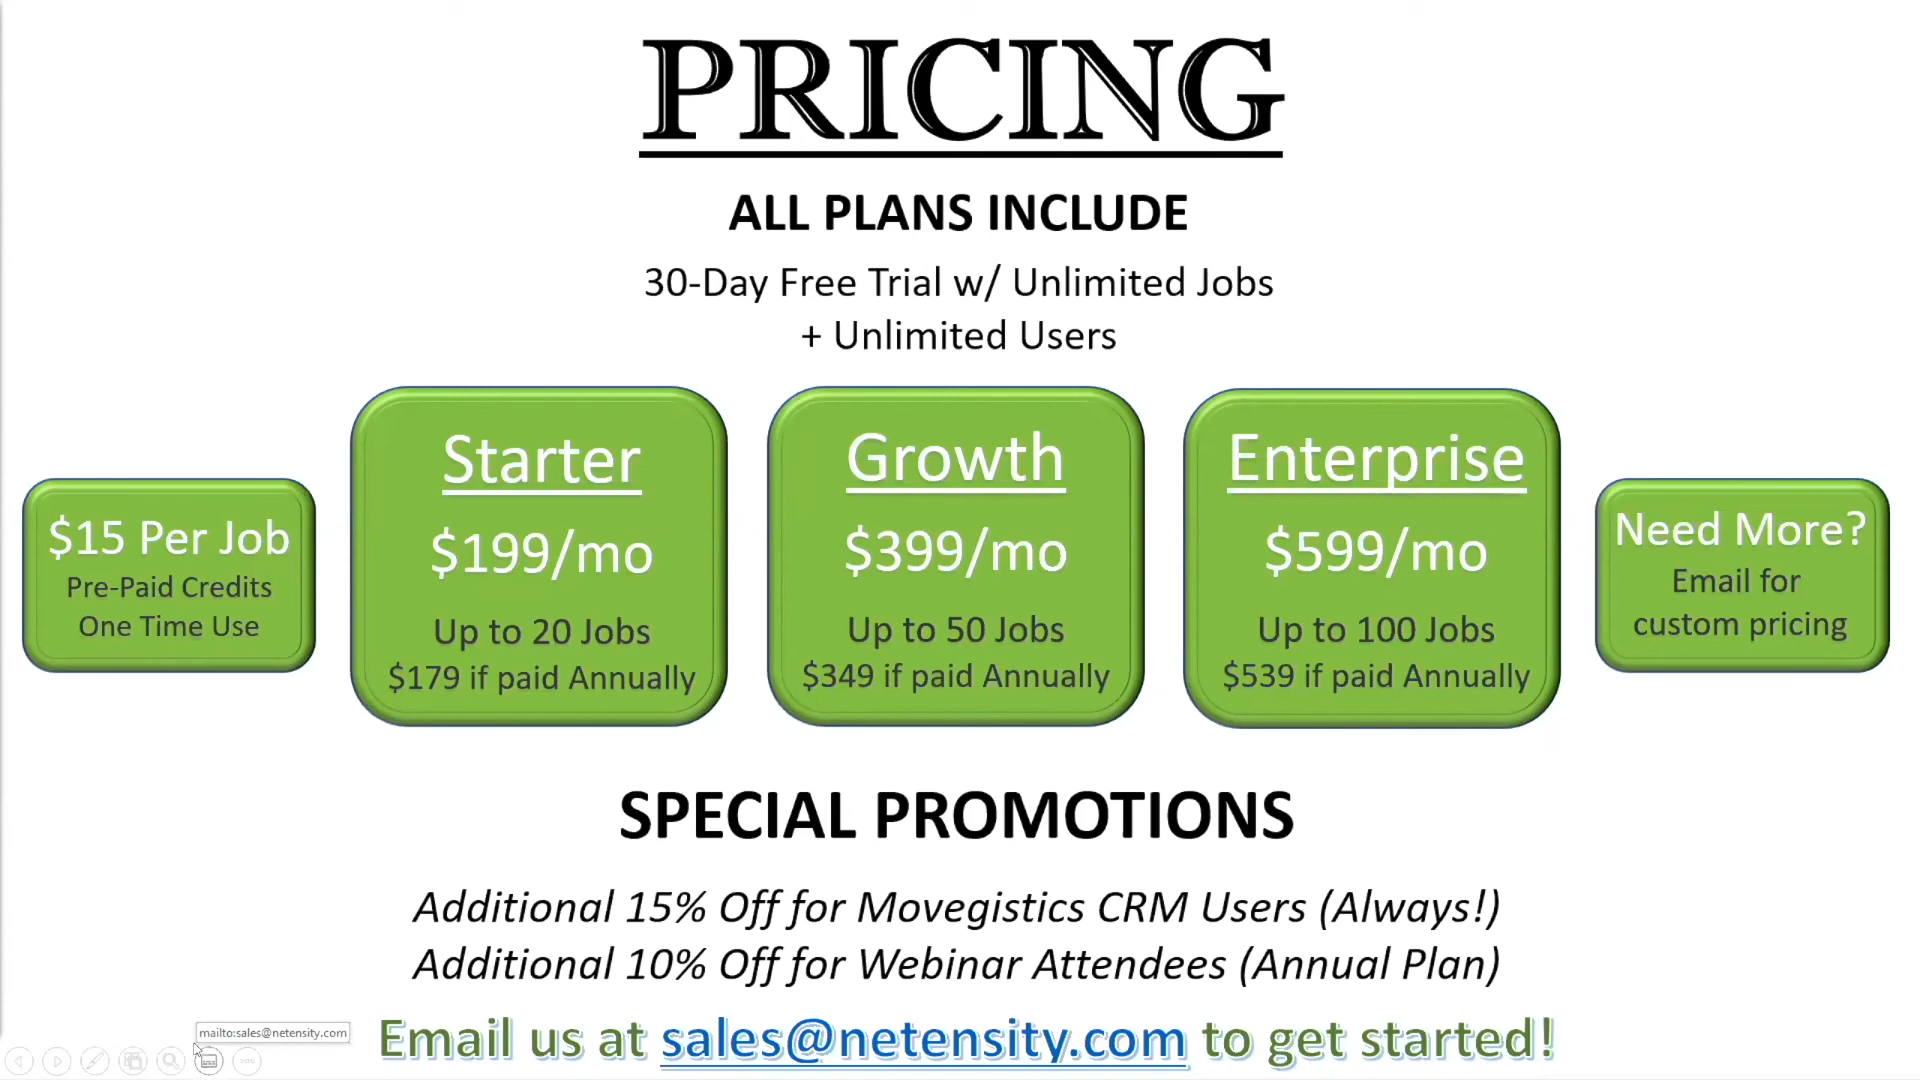 PRICING
ALL PLANS INCLUDE
30-Day Free Trial w/ Unlimited Jobs
+ Unlimited Users
$15 Per Job
Pre-Paid Credits
One Time Use
Starter
$199/mo
Up to 20 Jobs
$179 if paid Annually
Growth
$399/mo
Up to 50 Jobs
$349 if paid Annually
Enterprise
$599/mo
Up to 100 Jobs
$539 if paid Annually
Need More?
Email for
custom pricing
SPECIAL PROMOTIONS
Additional 15% Off for Movegistics CRM Users (Always!)
Additional 10% Off for Webinar Attendees (Annual Plan)
mailto:sales@netensity.com
Email us at sales@netensity.com to get started!